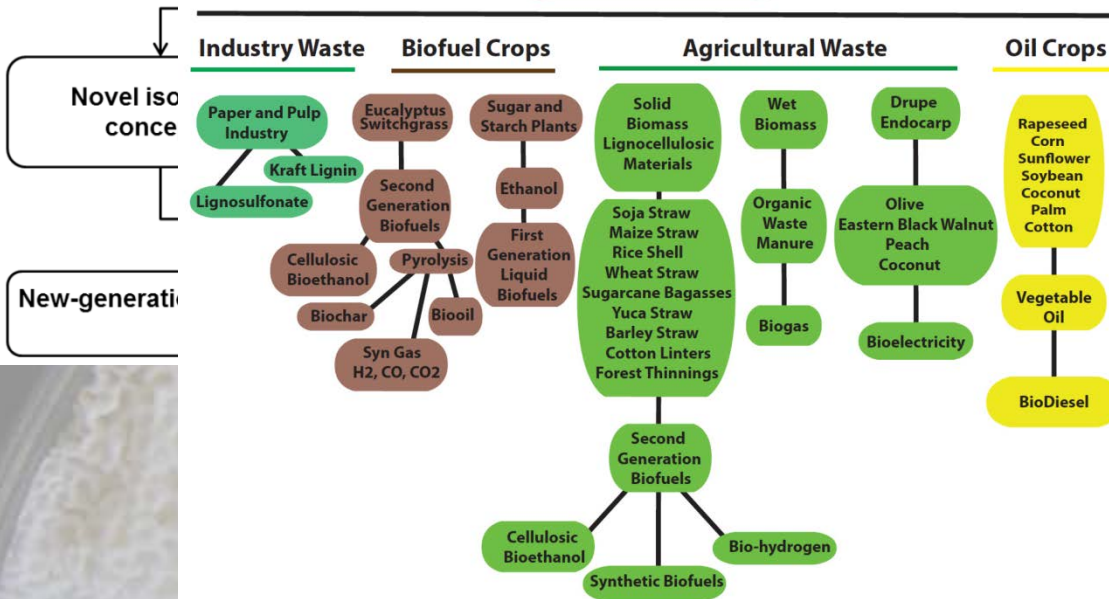 Novel iso
conce
New-generati
Industry Waste
Paper and Pulp
Industry
Kraft Lignin
Lignosulfonate
Biofuel Crops
Eucalyptus
Switchgrass
Second
Generation
Biofuels
Cellulosic
Bioethanol
Pyrolysis
Biochar
Biooil
Syn Gas
H2, CO, CO2
Sugar and
Starch Plants
Ethanol
First
Generation
Liquid
Biofuels
Agricultural Waste
Solid
Biomass
Lignocellulosic
Materials
Soja Straw
Maize Straw
Rice Shell
Wheat Straw
Sugarcane Bagasses
Yuca Straw
Barley Straw
Cotton Linters
Forest Thinnings
Second
Generation
Biofuels
Cellulosic
Bioethanol
Synthetic Biofuels
Bio-hydrogen
Wet
Biomass
Organic
Waste
Manure
Biogas
Drupe
Endocarp
Olive
Eastern Black Walnut
Peach
Coconut
Bioelectricity
Oil Crops
Rapeseed
Corn
Sunflower
Soybean
Coconut
Palm
Cotton
Vegetable
Oil
BioDiesel